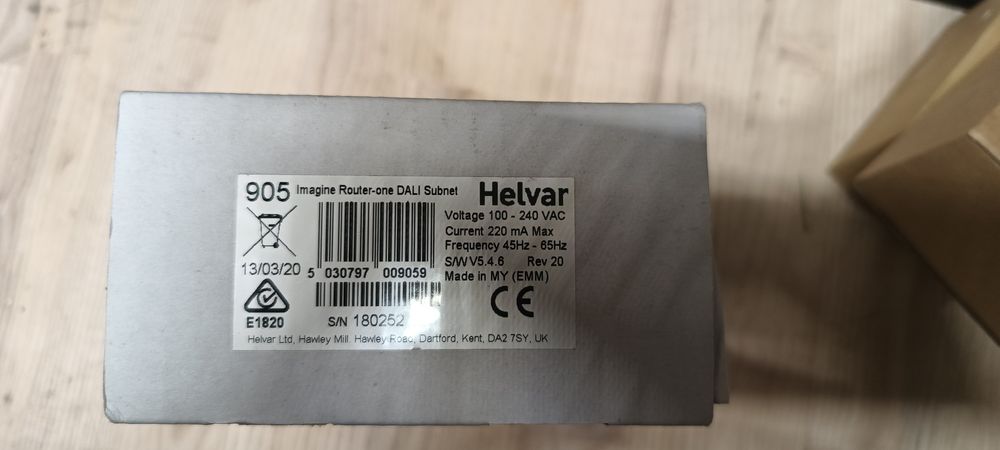 905 Imagine Router-one DALI Subnet
Helvar
Voltage 100 - 240 VAC
Current 220 mA Max
Frequency 45Hz - 65Hz
S/W V5.4.6 Rev 20
Made in MY (EMM)
CE
13/03/20
5 030797 009059
E1820
S/N 180252
Helvar Ltd, Hawley Mill. Hawley Road, Dartford, Kent, DA2 7SY, UK